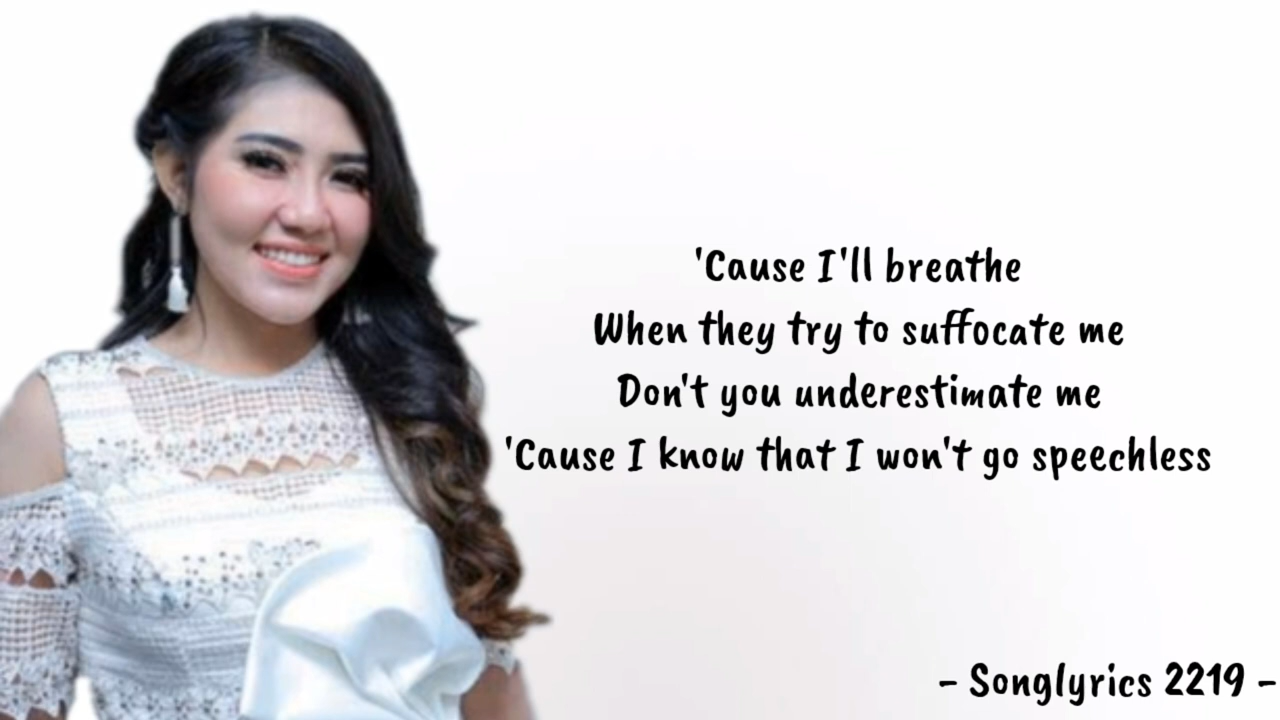 'Cause I'll breathe
When they try to suffocate me
Don't you underestimate me
'Cause I know that I won't go speechless
- Songlyrics 2219 -